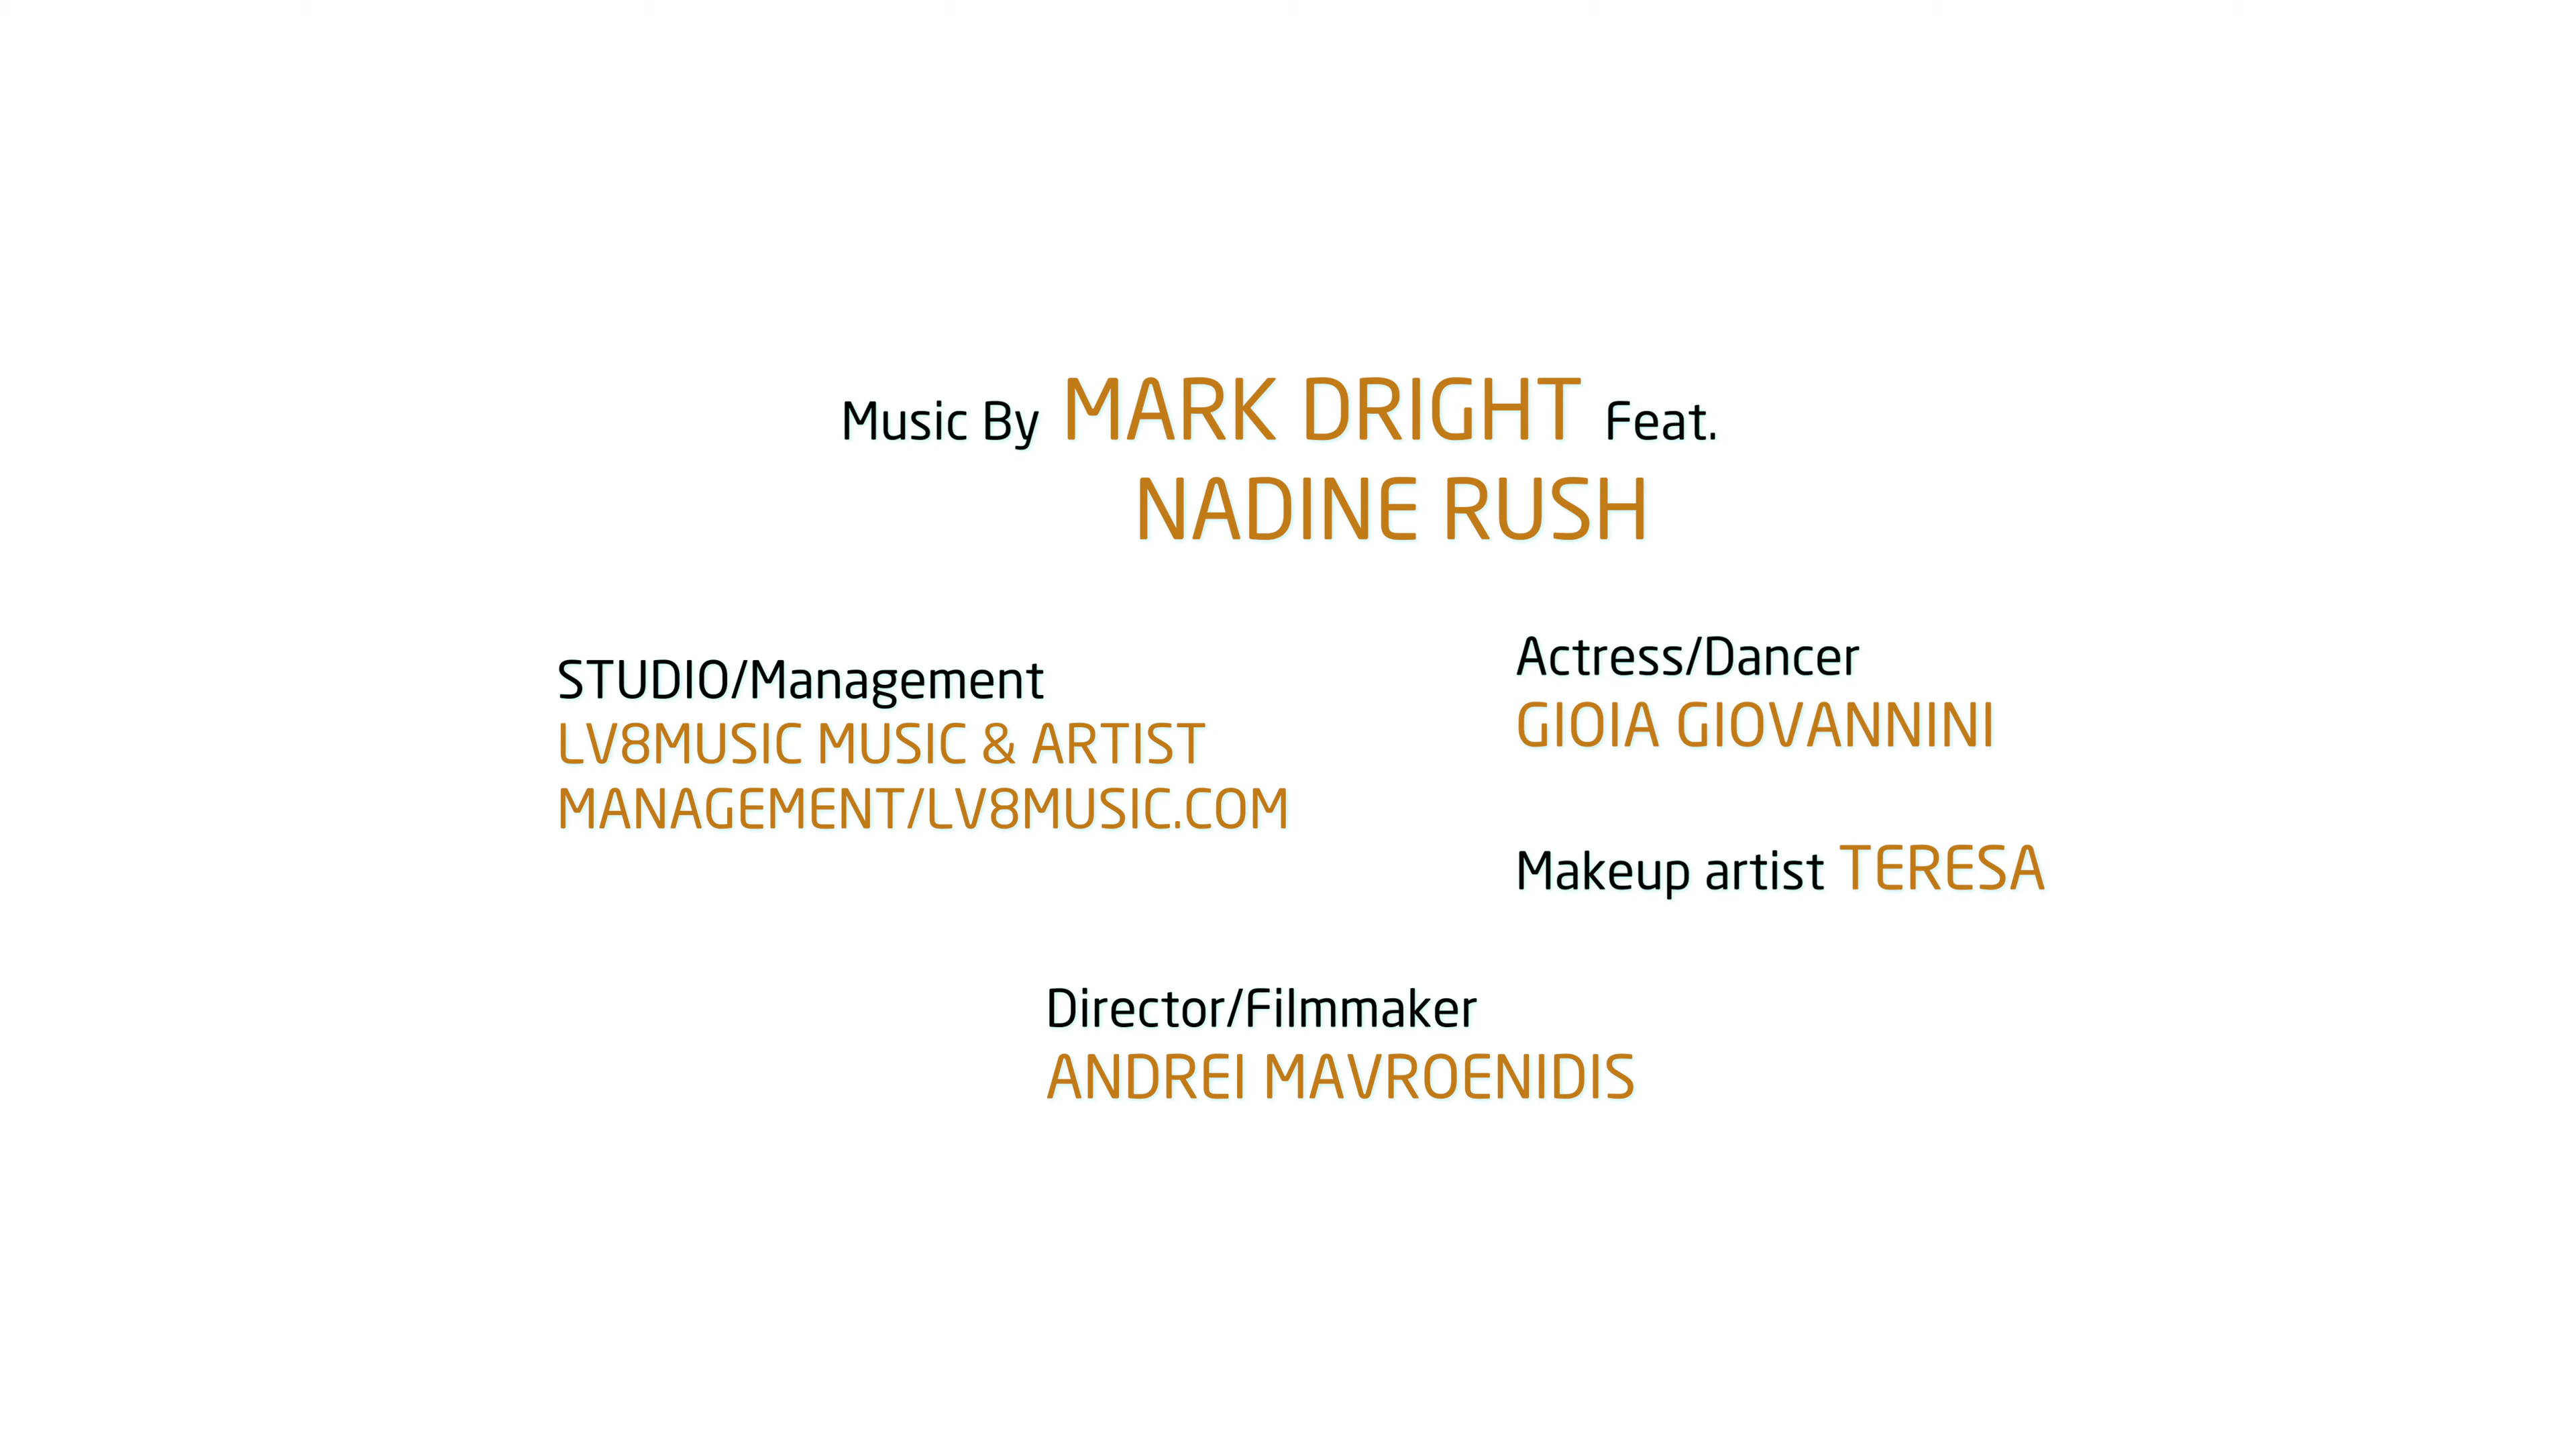 Music By MARK DRIGHT Feat.
NADINE RUSH
STUDIO/Management
LV8MUSIC MUSIC & ARTIST
MANAGEMENT/LV8MUSIC.COM
Actress/Dancer
GIOIA GIOVANNINI
Makeup artist TERESA
Director/Filmmaker
ANDREI MAVROENIDIS